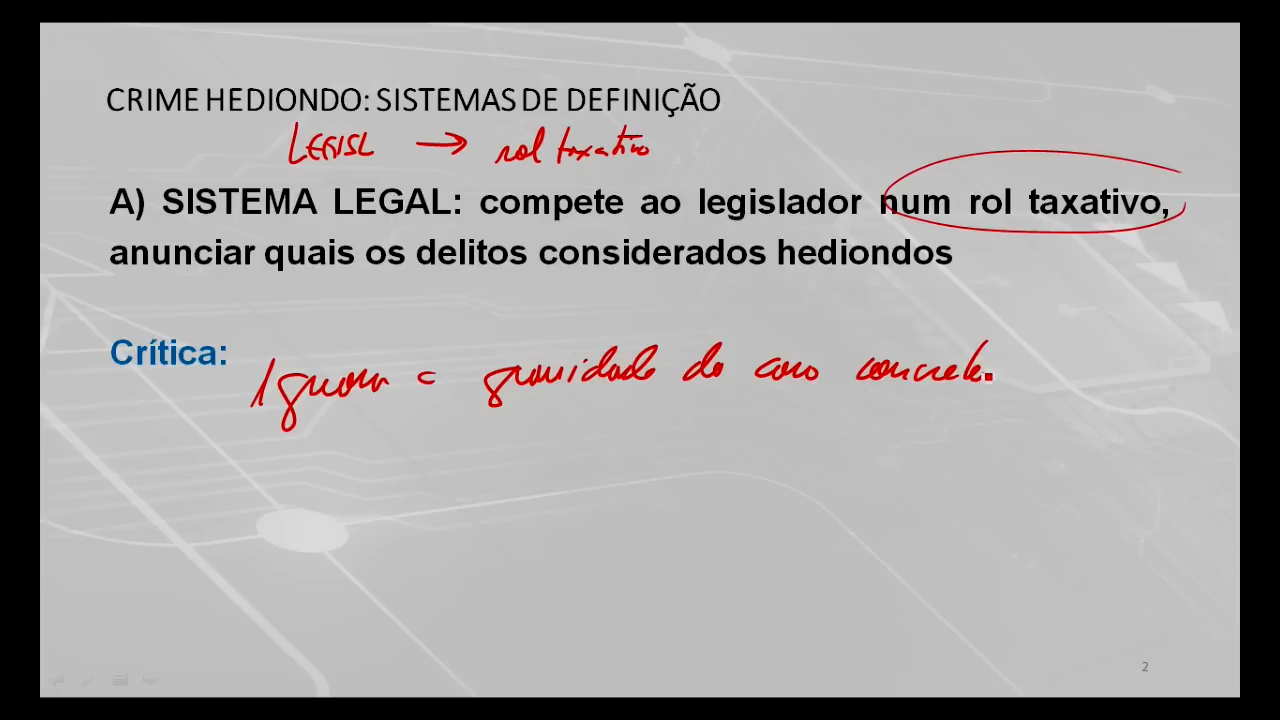 CRIME HEDIONDO: SISTEMAS DE DEFINIÇÃO
LEGISL → rol taxativo
A) SISTEMA LEGAL: compete ao legislador num rol taxativo,
anunciar quais os delitos considerados hediondos
Crítica:
Ignora a gravidade do caso concreto.
2